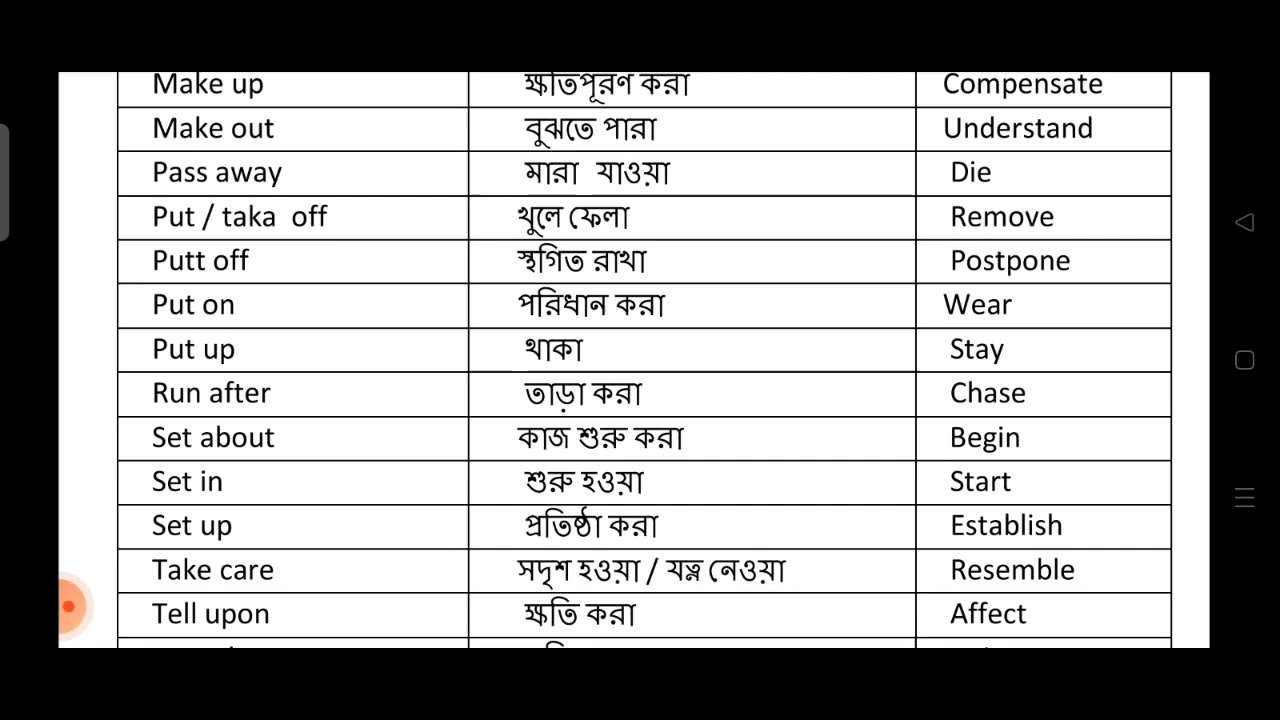 Make up ক্ষতিপূরণ করা Compensate
Make out বুঝতে পারা Understand
Pass away মারা যাওয়া Die
Put / taka off খুলে ফেলা Remove
Putt off স্থগিত রাখা Postpone
Put on পরিধান করা Wear
Put up থাকা Stay
Run after তাড়া করা Chase
Set about কাজ শুরু করা Begin
Set in শুরু হওয়া Start
Set up প্রতিষ্ঠা করা Establish
Take care সদৃশ হওয়া / যত্ন নেওয়া Resemble
Tell upon ক্ষতি করা Affect